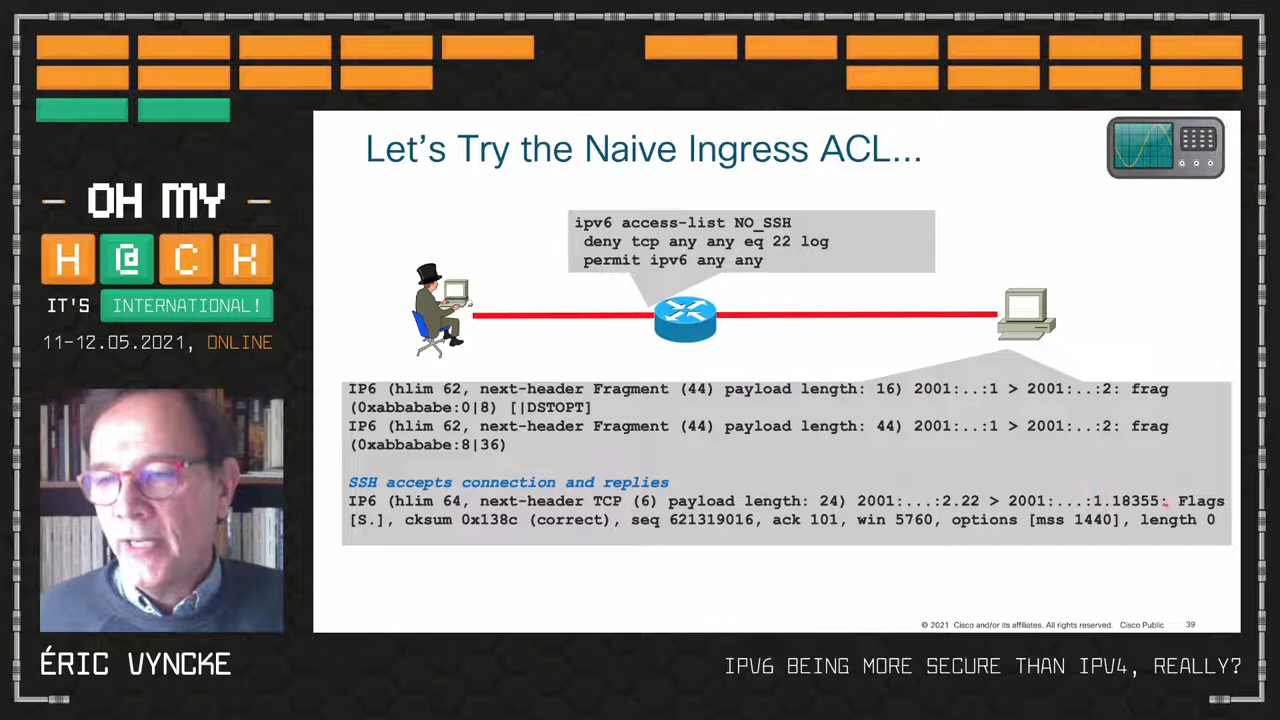 OH MY
H@CK
IT'S INTERNATIONAL!
11-12.05.2021, ONLINE
Let's Try the Naive Ingress ACL...
ipv6 access-list NO_SSH
deny tcp any any eq 22 log
permit ipv6 any any
IP6 (hlim 62, next-header Fragment (44) payload length: 16) 2001:..:1 > 2001:...:2: frag
(0xabbababe:0|8) [|DSTOPT]
IP6 (hlim 62, next-header Fragment (44) payload length: 44) 2001:..:1 > 2001:...:2: frag
(0xabbababe:8|36)
SSH accepts connection and replies
IP6 (hlim 64, next-header TCP (6) payload length: 24) 2001:...:2.22 > 2001:...:1.18355: Flags
[S.], cksum 0x138c (correct), seq 621319016, ack 101, win 5760, options [mss 1440], length 0
© 2021 Cisco and/or its affiliates. All rights reserved. Cisco Public 39
ÉRIC VYNCKE
IPV6 BEING MORE SECURE THAN IPV4, REALLY?